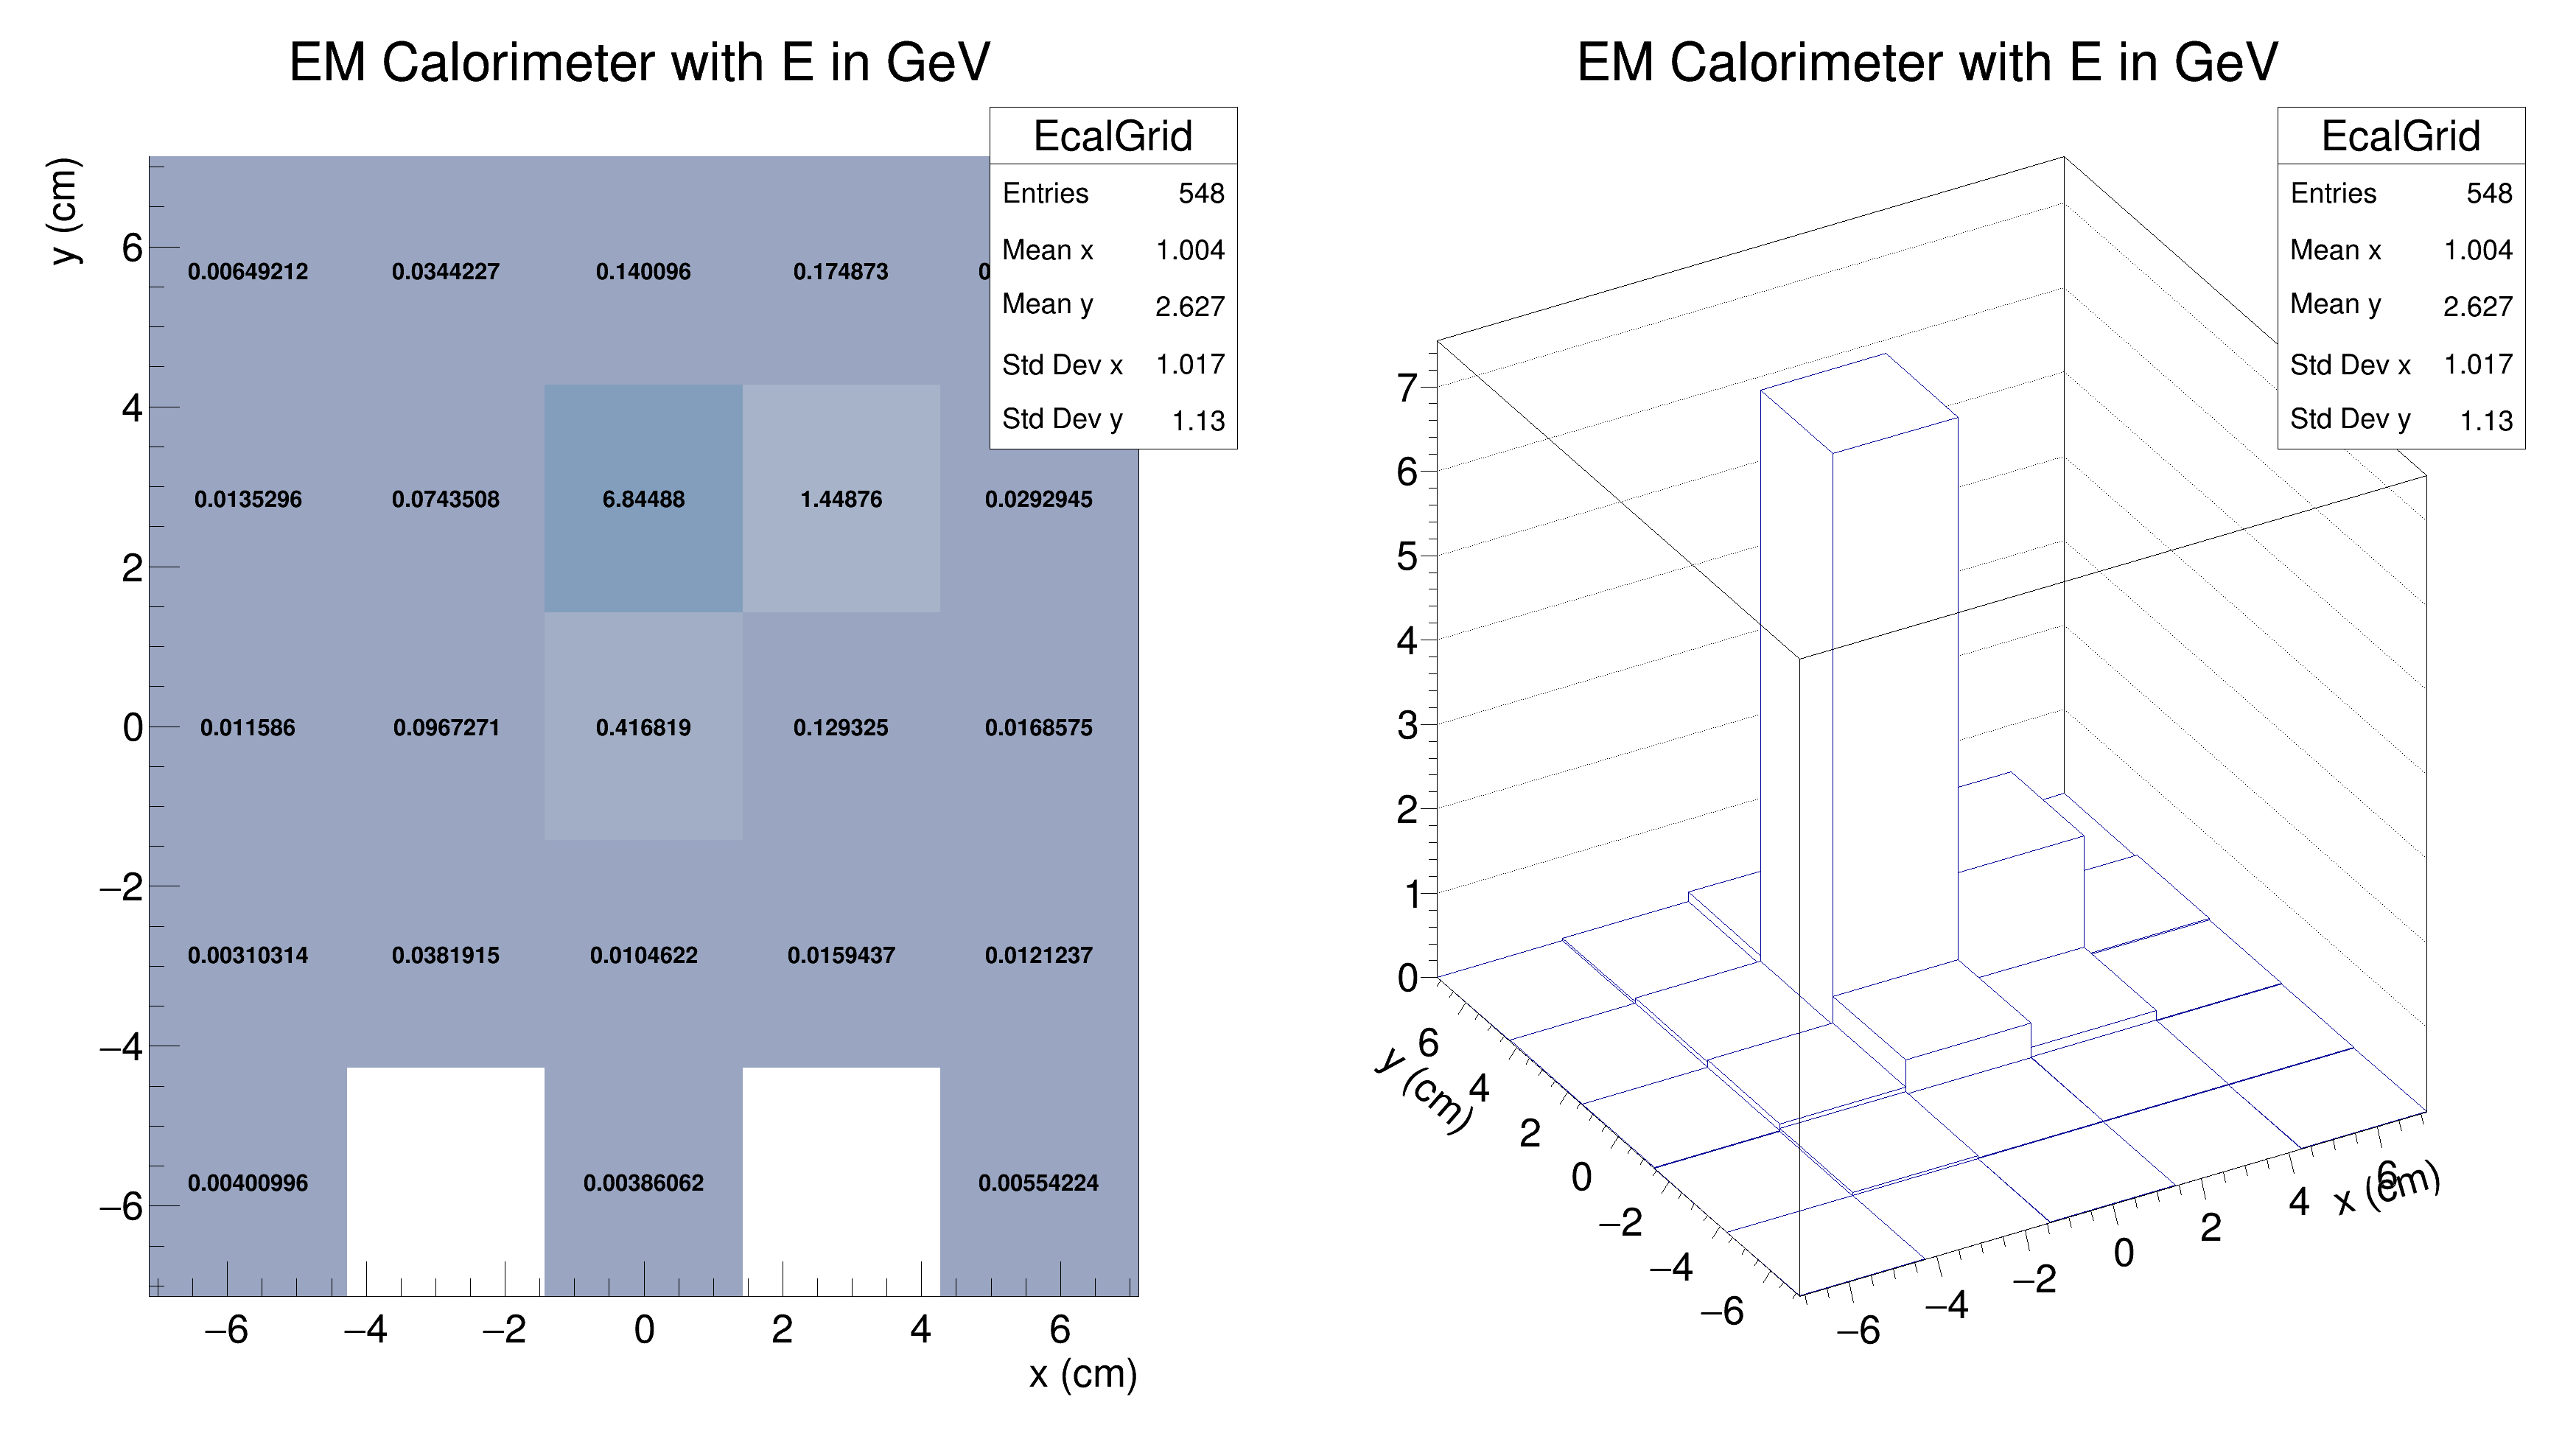 EM Calorimeter with E in GeV
EcalGrid
Entries 548
Mean x 1.004
Mean y 2.627
Std Dev x 1.017
Std Dev y 1.13
y (cm)
6
4
2
0
−2
−4
−6
0.00649212 0.0344227 0.140096 0.174873
0.0135296 0.0743508 6.84488 1.44876 0.0292945
0.011586 0.0967271 0.416819 0.129325 0.0168575
0.00310314 0.0381915 0.0104622 0.0159437 0.0121237
0.00400996 0.00386062 0.00554224
−6 −4 −2 0 2 4 6
x (cm)
EM Calorimeter with E in GeV
EcalGrid
Entries 548
Mean x 1.004
Mean y 2.627
Std Dev x 1.017
Std Dev y 1.13
7
6
5
4
3
2
1
0
y (cm)
6
4
2
0
−2
−4
−6
−6 −4 −2 0 2 4 6
x (cm)